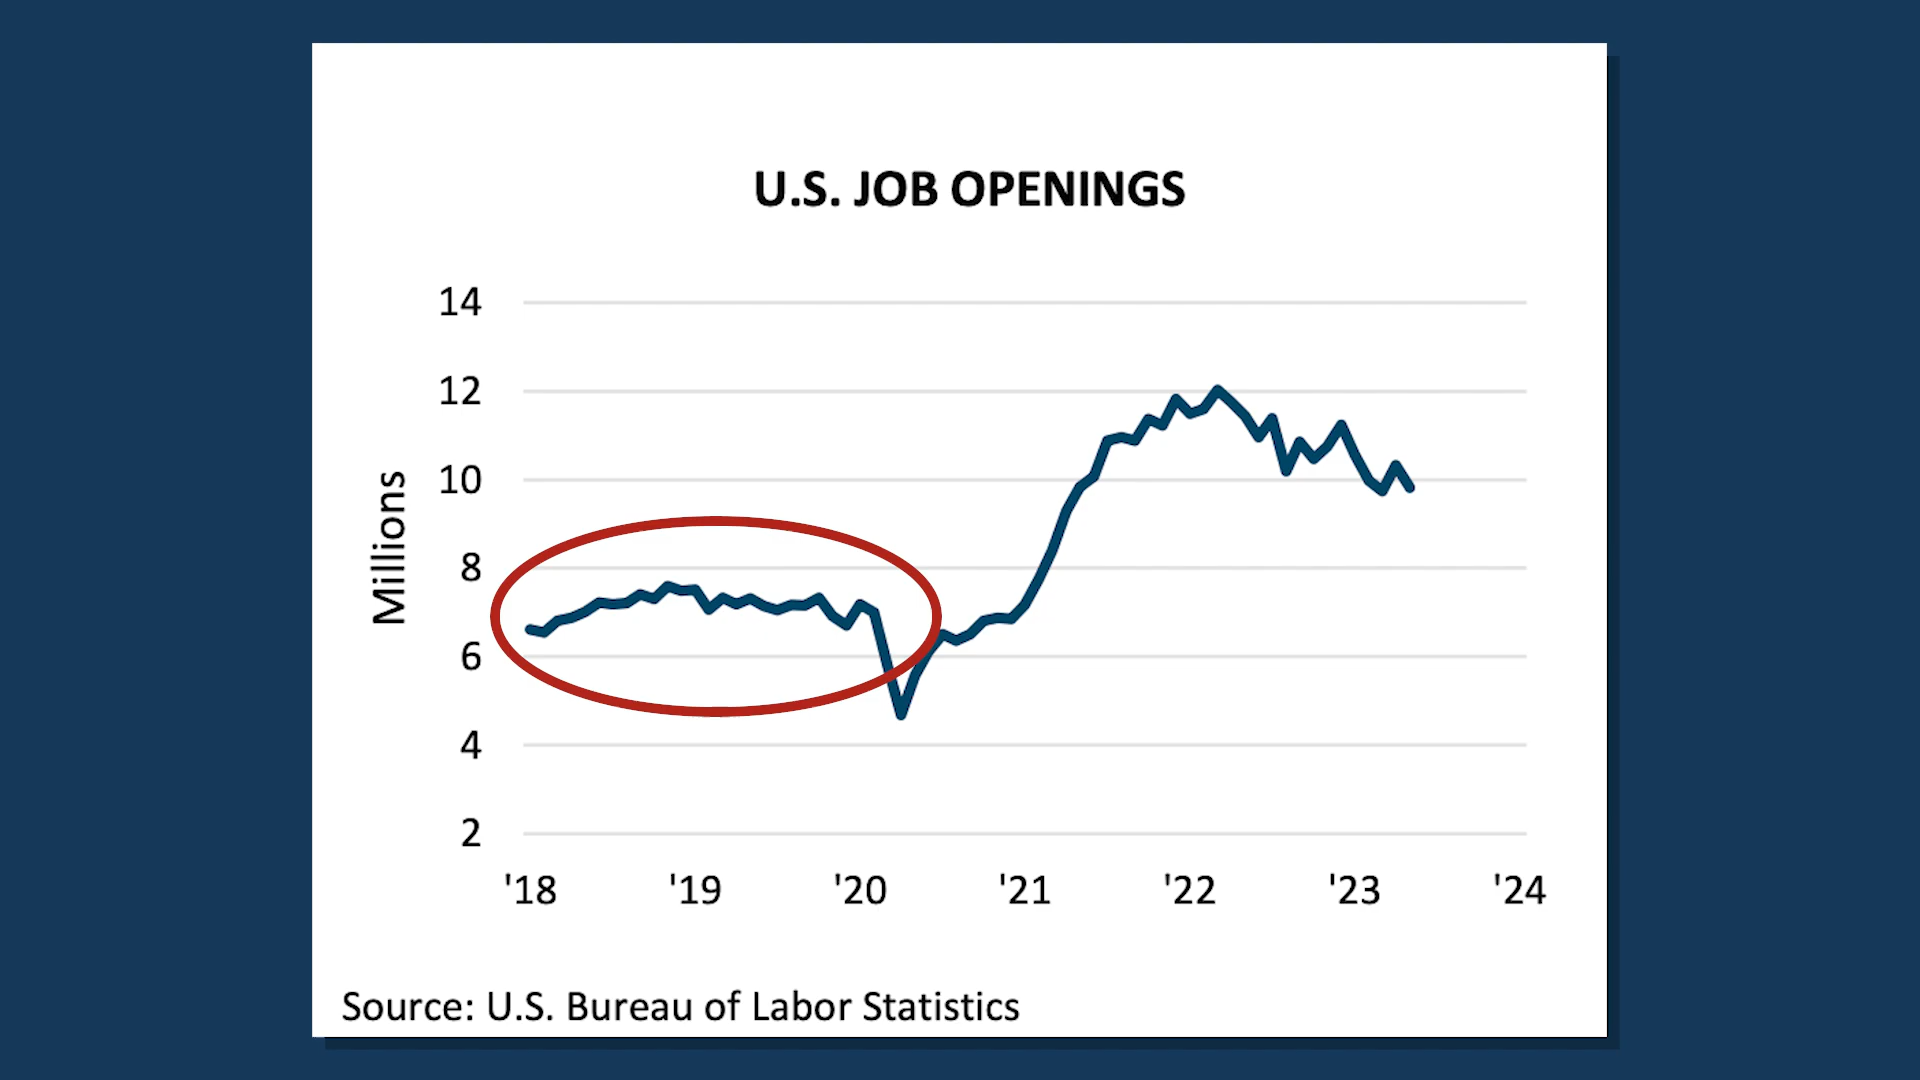 U.S. JOB OPENINGS
Millions
14
12
10
8
6
4
2
'18 '19 '20 '21 '22 '23 '24
Source: U.S. Bureau of Labor Statistics